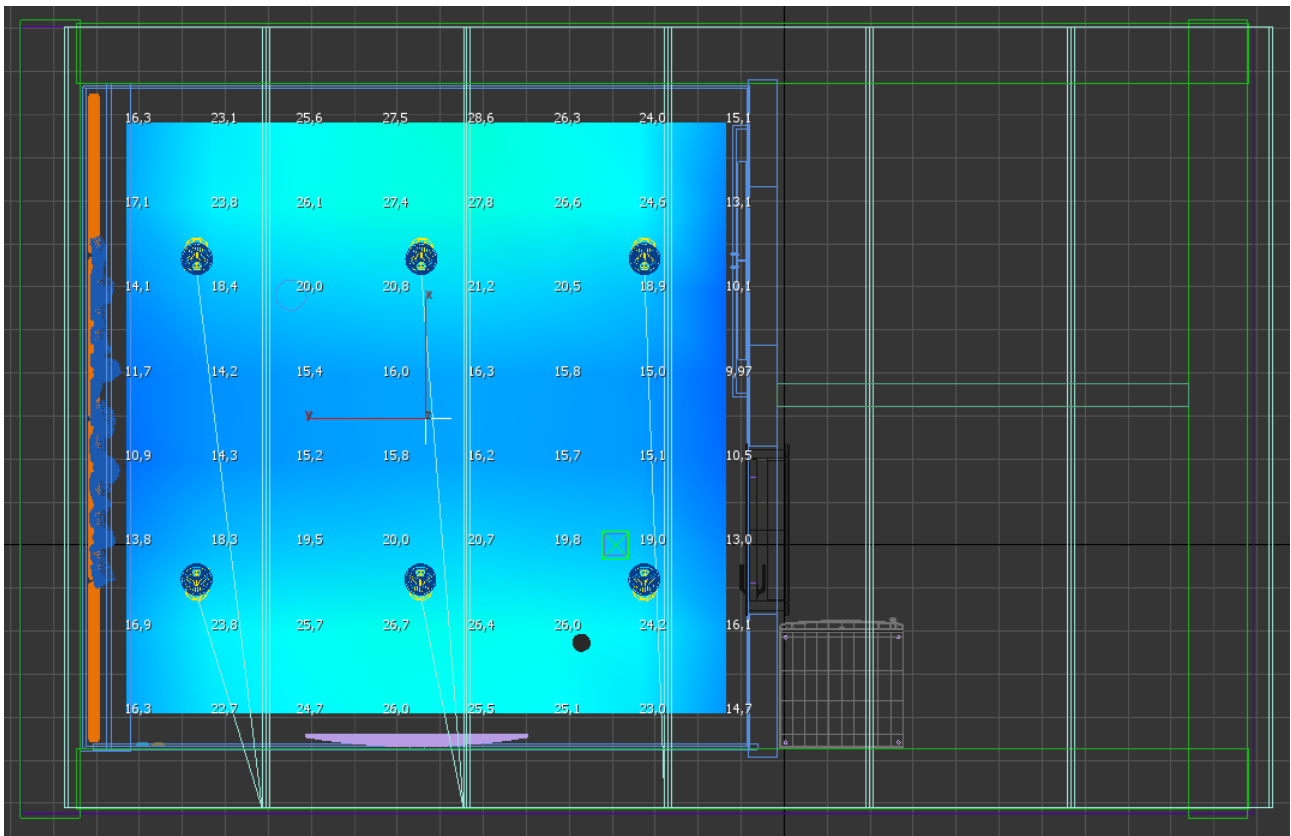 16,3 23,1 25,6 27,5 28,6 26,3 24,0 15,1
17,1 23,8 26,1 27,4 27,8 26,6 24,6 13,1
14,1 18,4 20,0 20,8 21,2 20,5 18,9 10,1
x
11,7 14,2 15,4 16,0 16,3 15,8 15,0 9,97
y
10,9 14,3 15,2 15,8 16,2 15,7 15,1 10,5
13,8 18,3 19,5 20,0 20,7 19,8 19,0 13,0
16,9 23,8 25,7 26,7 26,4 26,0 24,2 16,1
16,3 22,7 24,7 26,0 25,5 25,1 23,0 14,7